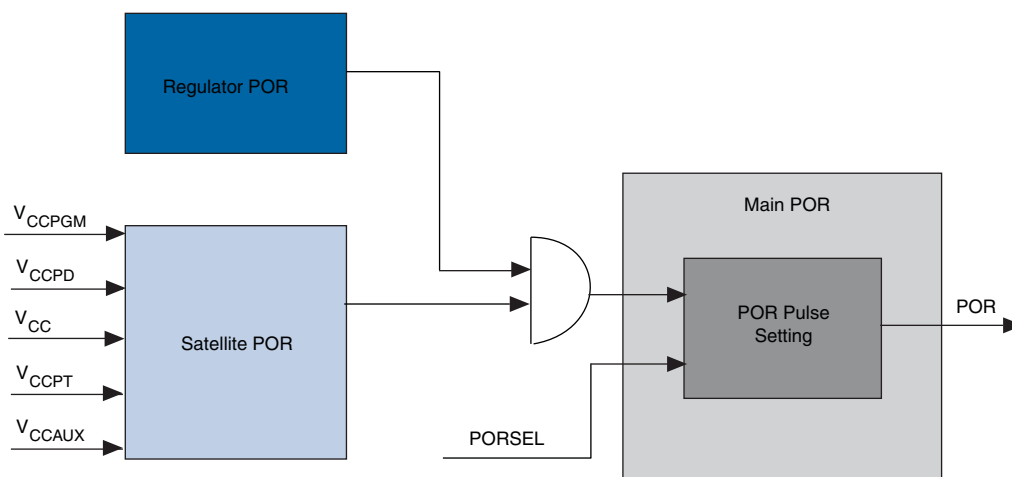 Regulator POR
VCCPGM
VCCPD
VCC
VCCPT
VCCAUX
Satellite POR
PORSEL
Main POR
POR Pulse
Setting
POR